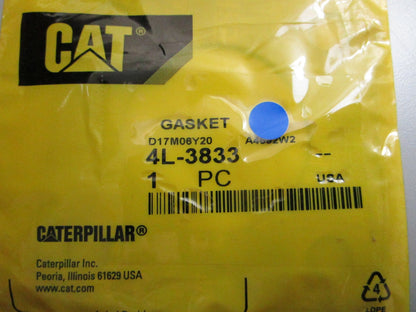 CAT®
GASKET
D17M06Y20
4L-3833 --
1 PC USA
CATERPILLAR®
Caterpillar Inc.
Peoria, Illinois 61629 USA
www.cat.com
4
LDPE